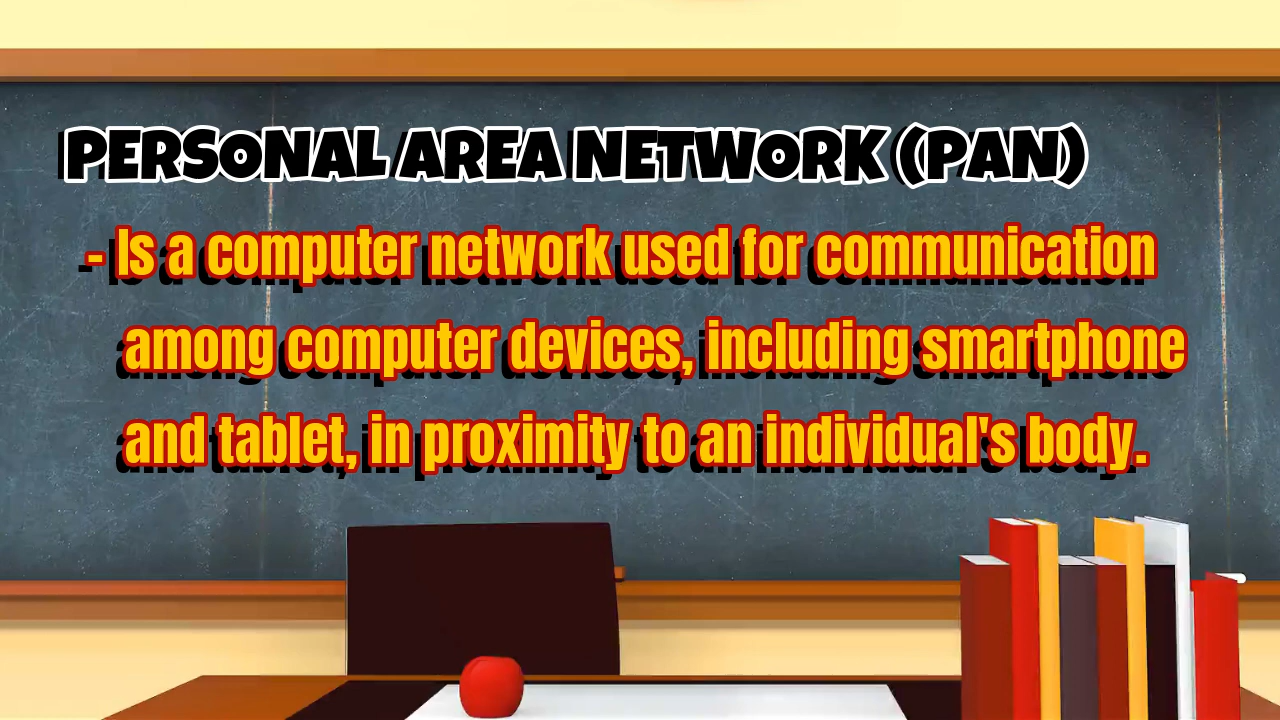 PERSONAL AREA NETWORK (PAN)
- Is a computer network used for communication
among computer devices, including smartphone
and tablet, in proximity to an individual's body.